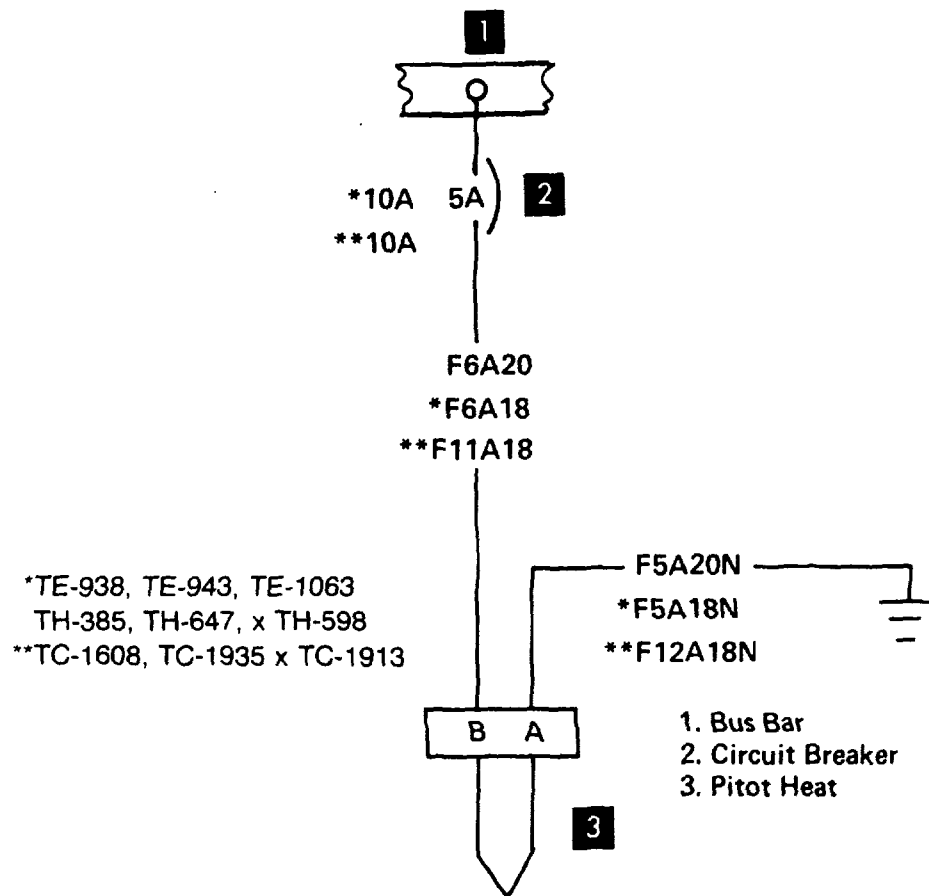 1
*10A 5A 2
**10A
F6A20
*F6A18
**F11A18
*TE-938, TE-943, TE-1063
TH-385, TH-647, x TH-598
**TC-1608, TC-1935 x TC-1913
F5A20N
*F5A18N
**F12A18N
B A
1. Bus Bar
2. Circuit Breaker
3. Pitot Heat
3